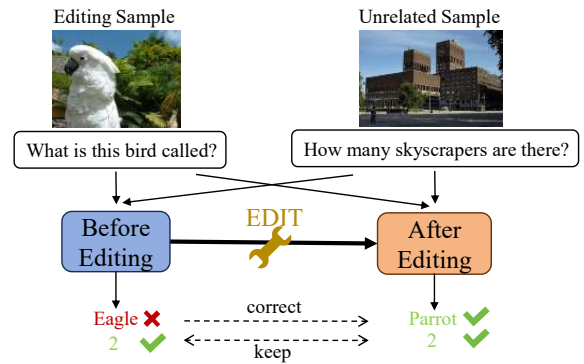 Editing Sample
Unrelated Sample
What is this bird called?
How many skyscrapers are there?
Before
Editing
EDIT
After
Editing
Eagle
correct
Parrot
2
keep
2